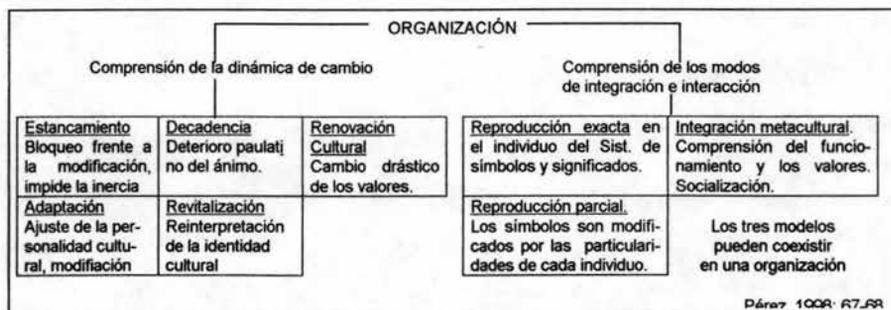 ORGANIZACIÓN
Comprensión de la dinámica de cambio
Comprensión de los modos
de integración e interacción
Estancamiento
Bloqueo frente a
la modificación,
impide la inercia
Decadencia
Deterioro paulati
no del ánimo.
Renovación
Cultural
Cambio drástico
de los valores.
Adaptación
Ajuste de la per-
sonalidad cultu-
ral, modifiación
Revitalización
Reinterpretación
de la identidad
cultural
Reproducción exacta en
el individuo del Sist. de
símbolos y significados.
Integración metacultural.
Comprensión del funcio-
namiento y los valores.
Socialización.
Reproducción parcial.
Los símbolos son modifi-
cados por las particulari-
dades de cada individuo.
Los tres modelos
pueden coexistir
en una organización
Pérez, 1998: 67-68